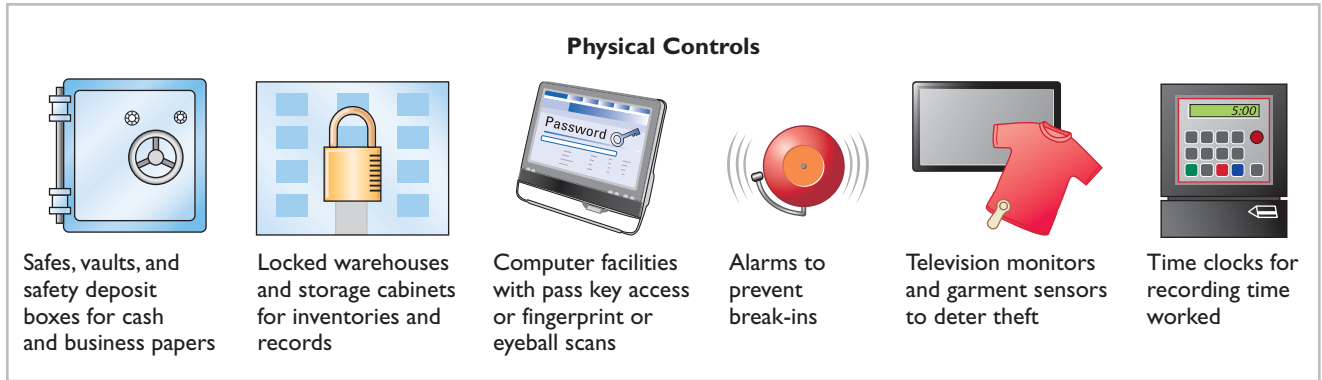 Physical Controls
Password
5:00
Safes, vaults, and
safety deposit
boxes for cash
and business papers
Locked warehouses
and storage cabinets
for inventories and
records
Computer facilities
with pass key access
or fingerprint or
eyeball scans
Alarms to
prevent
break-ins
Television monitors
and garment sensors
to deter theft
Time clocks for
recording time
worked